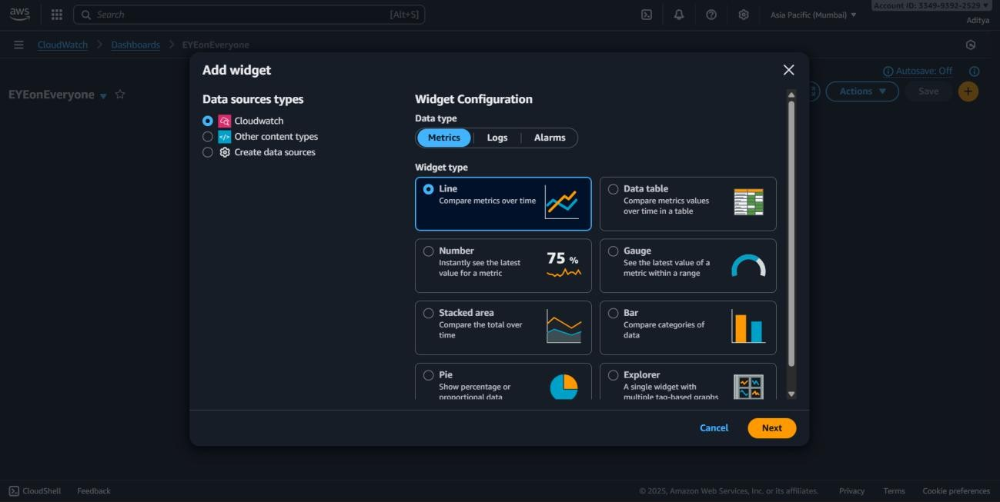 aws
Search
[Alt+S]
Asia Pacific (Mumbai) ▼
Account ID: 3349-9392-2529 ▼
Aditya
CloudWatch > Dashboards > EYEonEveryone
EYEonEveryone ▼
Autosave: Off
Actions ▼
Save
+
Add widget
Data sources types
Cloudwatch
Other content types
Create data sources
Widget Configuration
Data type
Metrics
Logs
Alarms
Widget type
Line
Compare metrics over time
Data table
Compare metrics values
over time in a table
Number
Instantly see the latest
value for a metric
75 %
Gauge
See the latest value of a
metric within a range
Stacked area
Compare the total over
time
Bar
Compare categories of
data
Pie
Show percentage or
proportional data
Explorer
A single widget with
multiple tag-based graphs
Cancel
Next
CloudShell
Feedback
© 2025, Amazon Web Services, Inc. or its affiliates.
Privacy
Terms
Cookie preferences